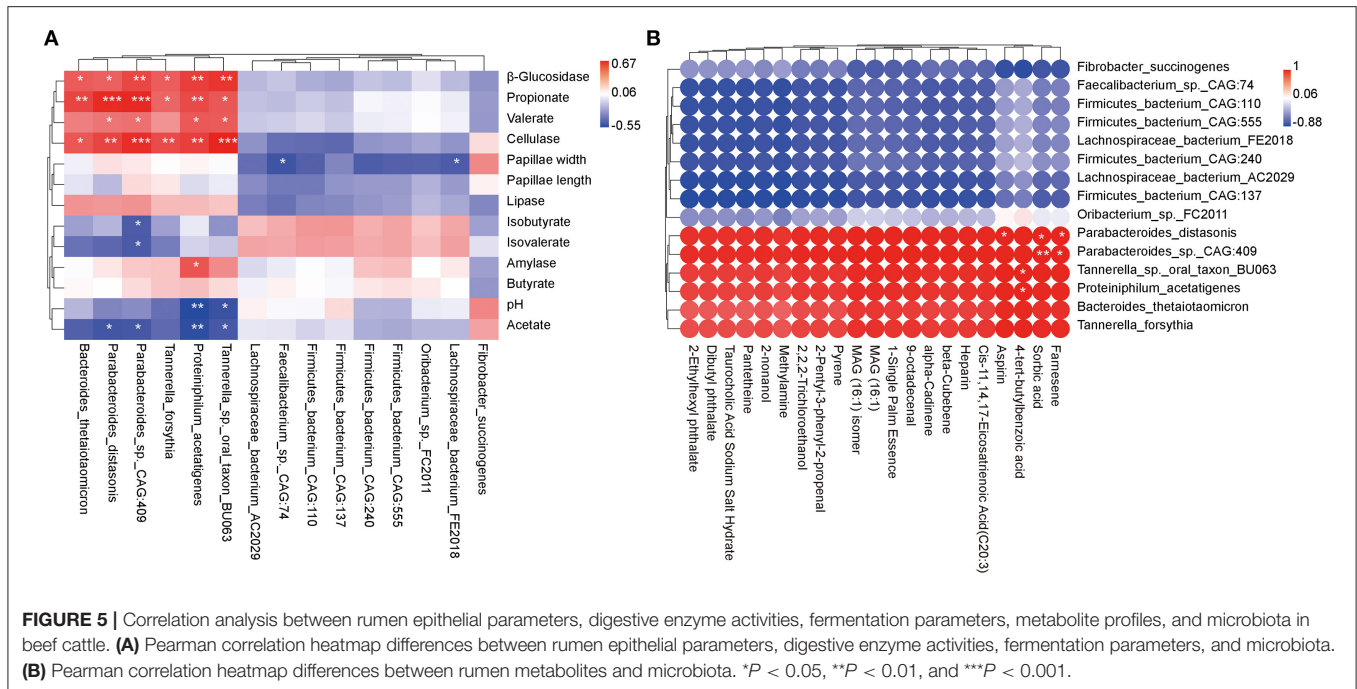 A
0.67
0.06
-0.55
* * ** * ** ** β-Glucosidase
** *** *** * ** * Propionate
* * * * Valerate
* ** *** ** ** *** Cellulase
* * Papillae width
Papillae length
Lipase
* Isobutyrate
* Isovalerate
* Amylase
Butyrate
** * pH
* * ** * Acetate
Bacteroides_thetaiotaomicron
Parabacteroides_distasonis
Parabacteroides_sp._CAG:409
Tannerella_forsythia
Proteiniphilum_acetatigenes
Tannerella_sp._oral_taxon_BU063
Lachnospiraceae_bacterium_AC2029
Faecalibacterium_sp._CAG:74
Firmicutes_bacterium_CAG:110
Firmicutes_bacterium_CAG:137
Firmicutes_bacterium_CAG:240
Firmicutes_bacterium_CAG:555
Oribacterium_sp._FC2011
Lachnospiraceae_bacterium_FE2018
Fibrobacter_succinogenes
B
1
0.06
-0.88
Fibrobacter_succinogenes
Faecalibacterium_sp._CAG:74
Firmicutes_bacterium_CAG:110
Firmicutes_bacterium_CAG:555
Lachnospiraceae_bacterium_FE2018
Firmicutes_bacterium_CAG:240
Lachnospiraceae_bacterium_AC2029
Firmicutes_bacterium_CAG:137
Oribacterium_sp._FC2011
* * * Parabacteroides_distasonis
** * Parabacteroides_sp._CAG:409
* Tannerella_sp._oral_taxon_BU063
* Proteiniphilum_acetatigenes
Bacteroides_thetaiotaomicron
Tannerella_forsythia
2-Ethylhexyl phthalate
Dibutyl phthalate
Taurocholic Acid Sodium Salt Hydrate
Pantetheine
2-nonanol
Methylamine
2,2,2-Trichloroethanol
2-Pentyl-3-phenyl-2-propenal
Pyrene
MAG (16:1) isomer
MAG (16:1)
1-Single Palm Essence
9-octadecenal
alpha-Cadinene
beta-Cubebene
Heparin
Cis-11,14,17-Eicosatrienoic Acid(C20:3)
Aspirin
4-tert-butylbenzoic acid
Sorbic acid
Farnesene
FIGURE 5 | Correlation analysis between rumen epithelial parameters, digestive enzyme activities, fermentation parameters, metabolite profiles, and microbiota in
beef cattle. (A) Pearman correlation heatmap differences between rumen epithelial parameters, digestive enzyme activities, fermentation parameters, and microbiota.
(B) Pearman correlation heatmap differences between rumen metabolites and microbiota. *P < 0.05, **P < 0.01, and ***P < 0.001.